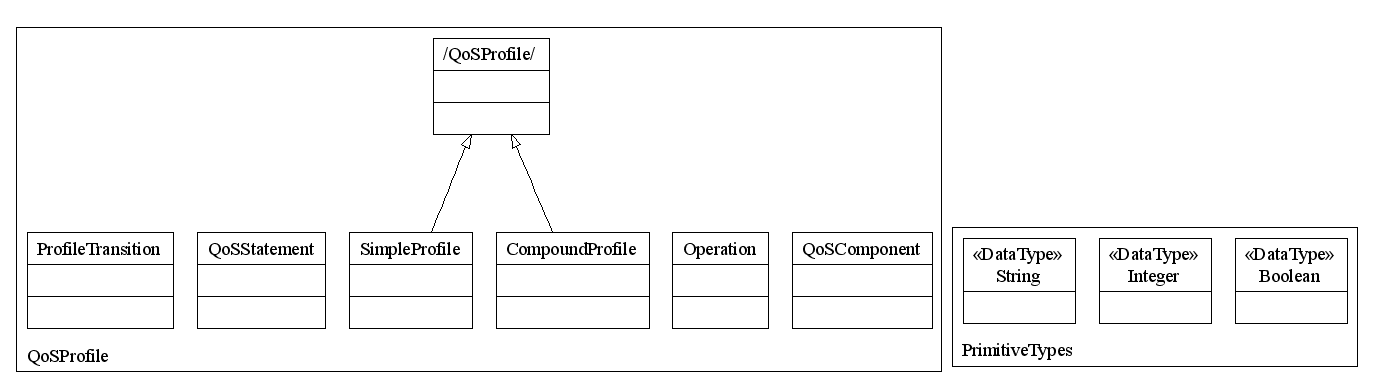 /QoSProfile/
ProfileTransition
QoSStatement
SimpleProfile
CompoundProfile
Operation
QoSComponent
QoSProfile
«DataType»
String
«DataType»
Integer
«DataType»
Boolean
PrimitiveTypes